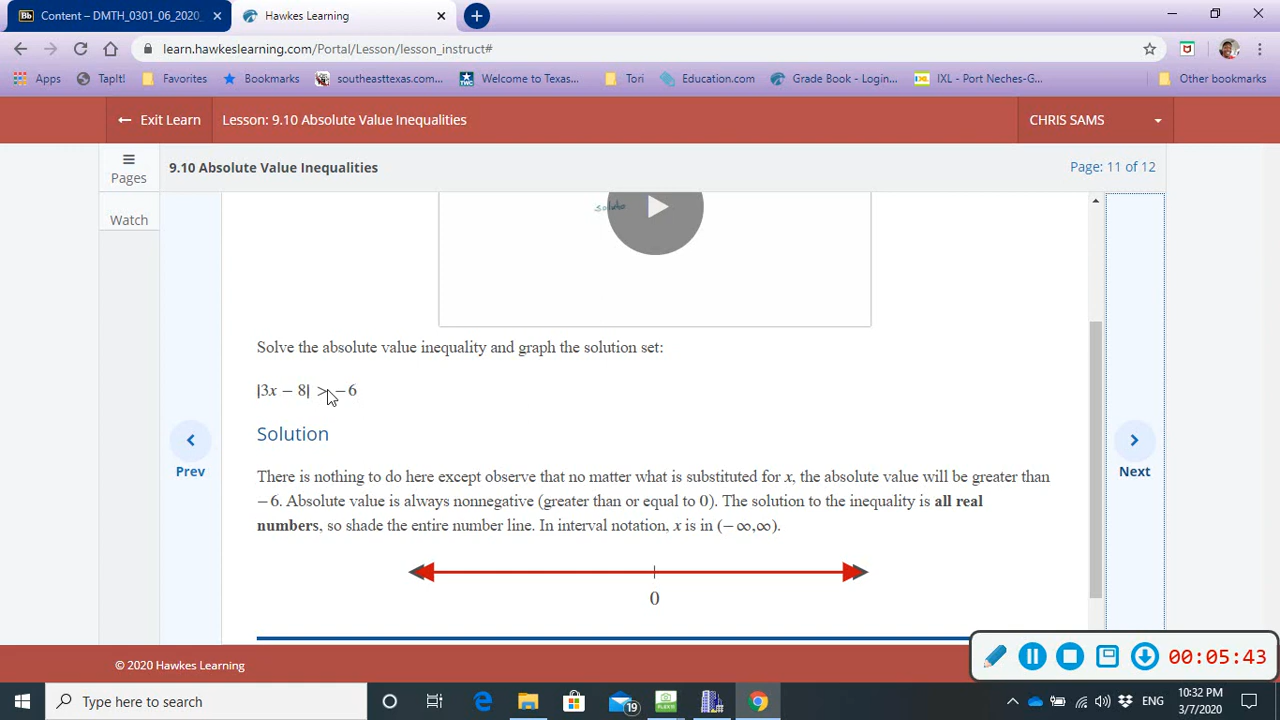 Content – DMTH_0301_06_2020_
Hawkes Learning
learn.hawkeslearning.com/Portal/Lesson/lesson_instruct#
Apps
TapIt!
Favorites
Bookmarks
southeasttexas.com...
Welcome to Texas...
Tori
Education.com
Grade Book - Login...
IXL - Port Neches-G...
Other bookmarks
← Exit Learn
Lesson: 9.10 Absolute Value Inequalities
CHRIS SAMS
Pages
9.10 Absolute Value Inequalities
Page: 11 of 12
Watch
Solve the absolute value inequality and graph the solution set:
|3x − 8| > −6
Solution
There is nothing to do here except observe that no matter what is substituted for x, the absolute value will be greater than
−6. Absolute value is always nonnegative (greater than or equal to 0). The solution to the inequality is all real
numbers, so shade the entire number line. In interval notation, x is in (−∞,∞).
0
Prev
Next
© 2020 Hawkes Learning
00:05:43
Type here to search
19
ENG
10:32 PM
3/7/2020